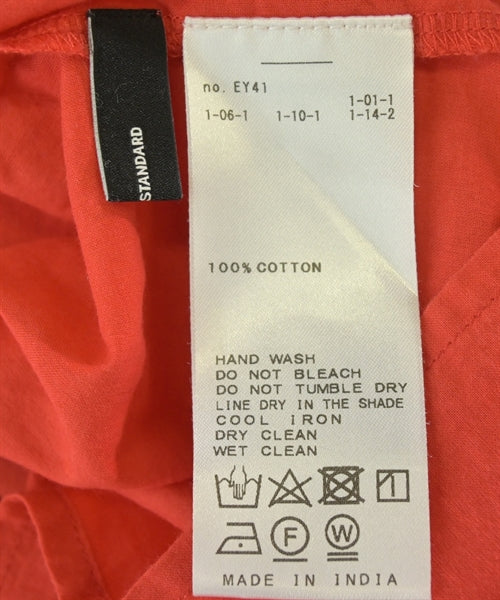 STANDARD
no. EY41
1-01-1
1-06-1 1-10-1 1-14-2
100% COTTON
HAND WASH
DO NOT BLEACH
DO NOT TUMBLE DRY
LINE DRY IN THE SHADE
COOL IRON
DRY CLEAN
WET CLEAN
F W
MADE IN INDIA